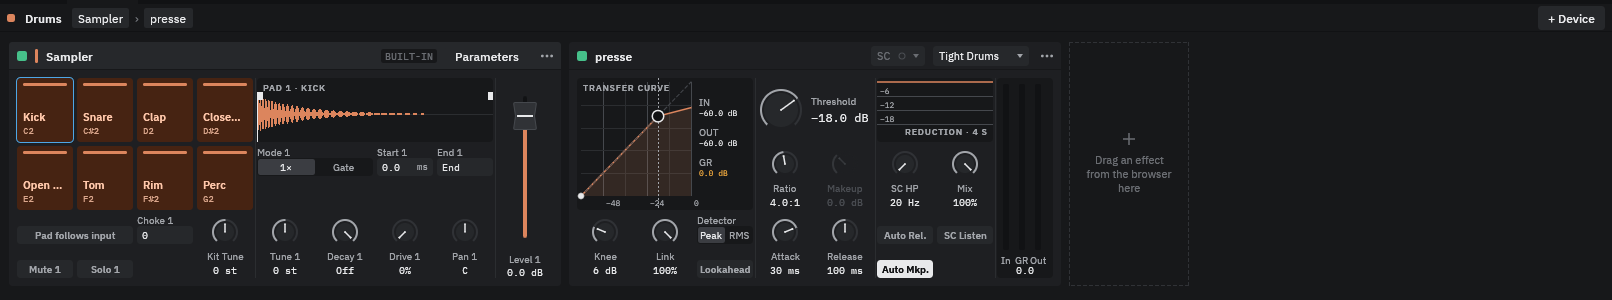 Drums
Sampler
›
presse
+ Device
Sampler
BUILT-IN
Parameters
presse
SC
Tight Drums
Kick
C2
Snare
C#2
Clap
D2
Close...
D#2
Open ...
E2
Tom
F2
Rim
F#2
Perc
G2
Pad follows input
Choke 1
0
Mute 1
Solo 1
Kit Tune
0 st
PAD 1 · KICK
Mode 1
1×
Gate
Start 1
0.0 ms
End 1
End
Tune 1
0 st
Decay 1
Off
Drive 1
0%
Pan 1
C
Level 1
0.0 dB
TRANSFER CURVE
-48
-24
0
IN
-60.0 dB
OUT
-60.0 dB
GR
0.0 dB
Knee
6 dB
Link
100%
Detector
Peak
RMS
Lookahead
Threshold
-18.0 dB
Ratio
4.0:1
Makeup
0.0 dB
Attack
30 ms
Release
100 ms
-6
-12
-18
REDUCTION · 4 S
SC HP
20 Hz
Mix
100%
Auto Rel.
SC Listen
Auto Mkp.
In GR Out
0.0
+
Drag an effect
from the browser
here